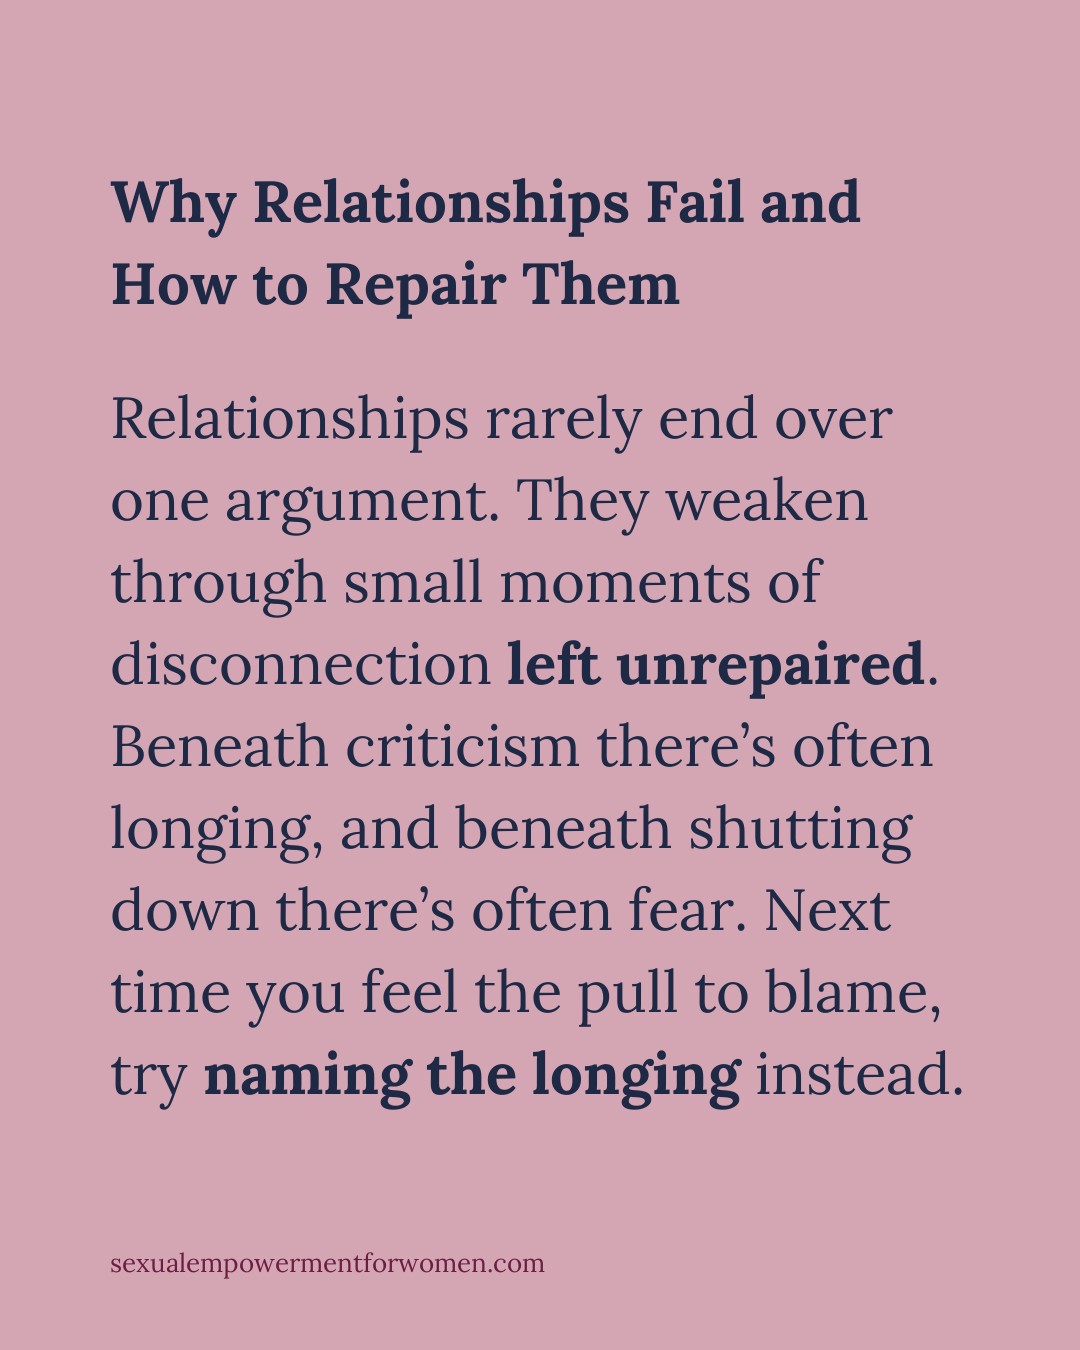 Why Relationships Fail and
How to Repair Them
Relationships rarely end over
one argument. They weaken
through small moments of
disconnection left unrepaired.
Beneath criticism there’s often
longing, and beneath shutting
down there’s often fear. Next
time you feel the pull to blame,
try naming the longing instead.
sexualempowermentforwomen.com